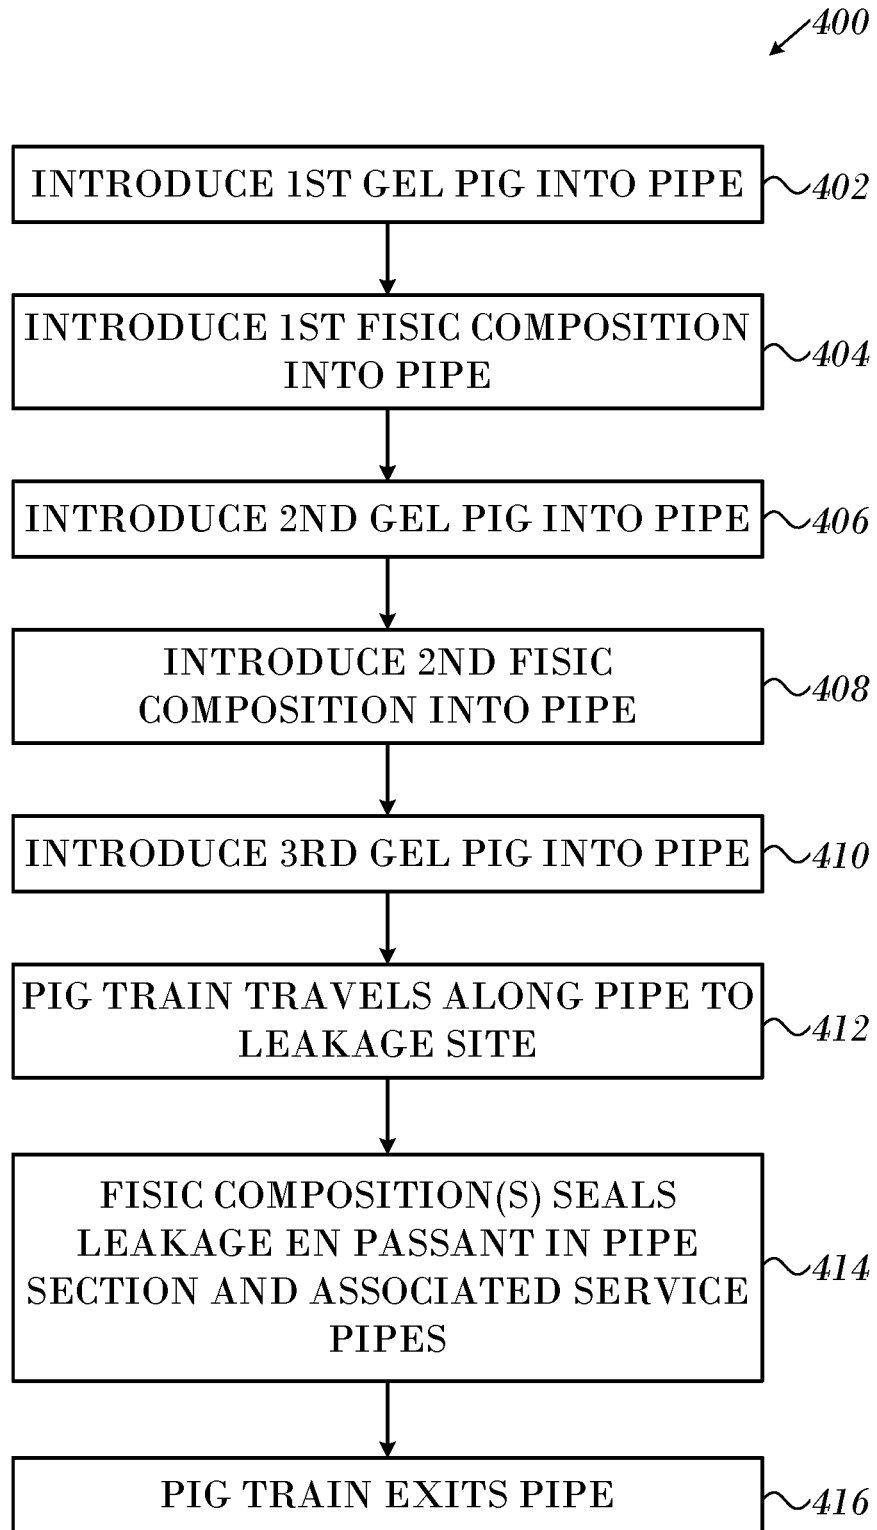 400
INTRODUCE 1ST GEL PIG INTO PIPE
402
INTRODUCE 1ST FISIC COMPOSITION
INTO PIPE
404
INTRODUCE 2ND GEL PIG INTO PIPE
406
INTRODUCE 2ND FISIC
COMPOSITION INTO PIPE
408
INTRODUCE 3RD GEL PIG INTO PIPE
410
PIG TRAIN TRAVELS ALONG PIPE TO
LEAKAGE SITE
412
FISIC COMPOSITION(S) SEALS
LEAKAGE EN PASSANT IN PIPE
SECTION AND ASSOCIATED SERVICE
PIPES
414
PIG TRAIN EXITS PIPE
416